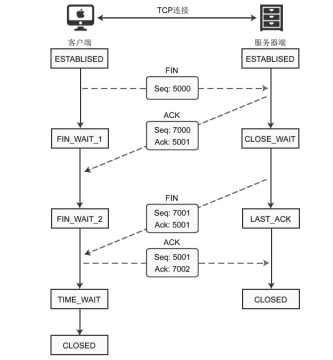 TCP连接
客户端
服务器端
ESTABLISED
ESTABLISED
FIN
Seq: 5000
ACK
Seq: 7000
Ack: 5001
FIN_WAIT_1
CLOSE_WAIT
FIN
Seq: 7001
Ack: 5001
FIN_WAIT_2
LAST_ACK
ACK
Seq: 5001
Ack: 7002
TIME_WAIT
CLOSED
CLOSED